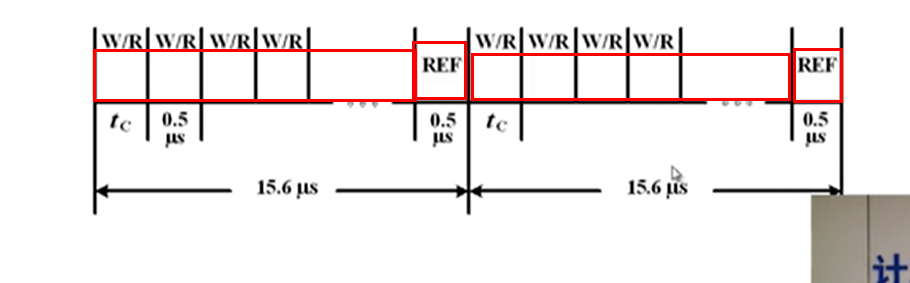 W/R W/R W/R W/R W/R W/R W/R W/R
REF REF
tC 0.5 μs 0.5 μs tC 0.5 μs
15.6 μs 15.6 μs
计